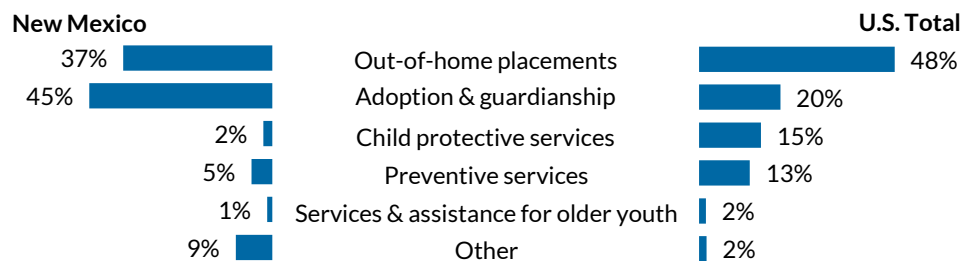 New Mexico U.S. Total
37% Out-of-home placements 48%
45% Adoption & guardianship 20%
2% Child protective services 15%
5% Preventive services 13%
1% Services & assistance for older youth 2%
9% Other 2%